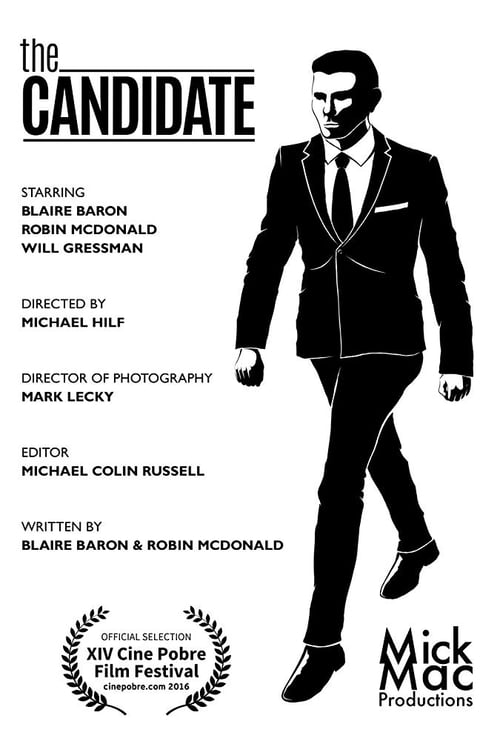 the
CANDIDATE
STARRING
BLAIRE BARON
ROBIN MCDONALD
WILL GRESSMAN
DIRECTED BY
MICHAEL HILF
DIRECTOR OF PHOTOGRAPHY
MARK LECKY
EDITOR
MICHAEL COLIN RUSSELL
WRITTEN BY
BLAIRE BARON & ROBIN MCDONALD
OFFICIAL SELECTION
XIV Cine Pobre
Film Festival
cinepobre.com 2016
Mick
Mac
Productions